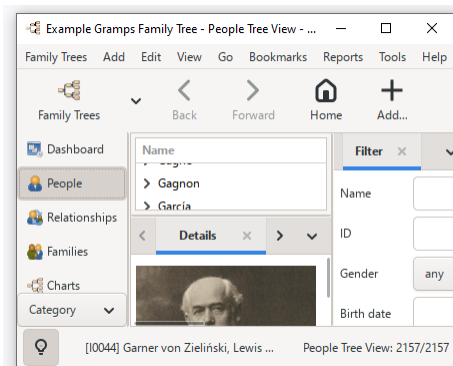 Example Gramps Family Tree - People Tree View - ...
Family Trees Add Edit View Go Bookmarks Reports Tools Help
Family Trees Back Forward Home Add...
Dashboard
People
Relationships
Families
Charts
Category
Name
Gagné
Gagnon
García
Details
Filter
Name
ID
Gender any
Birth date
[I0044] Garner von Zieliński, Lewis ... People Tree View: 2157/2157